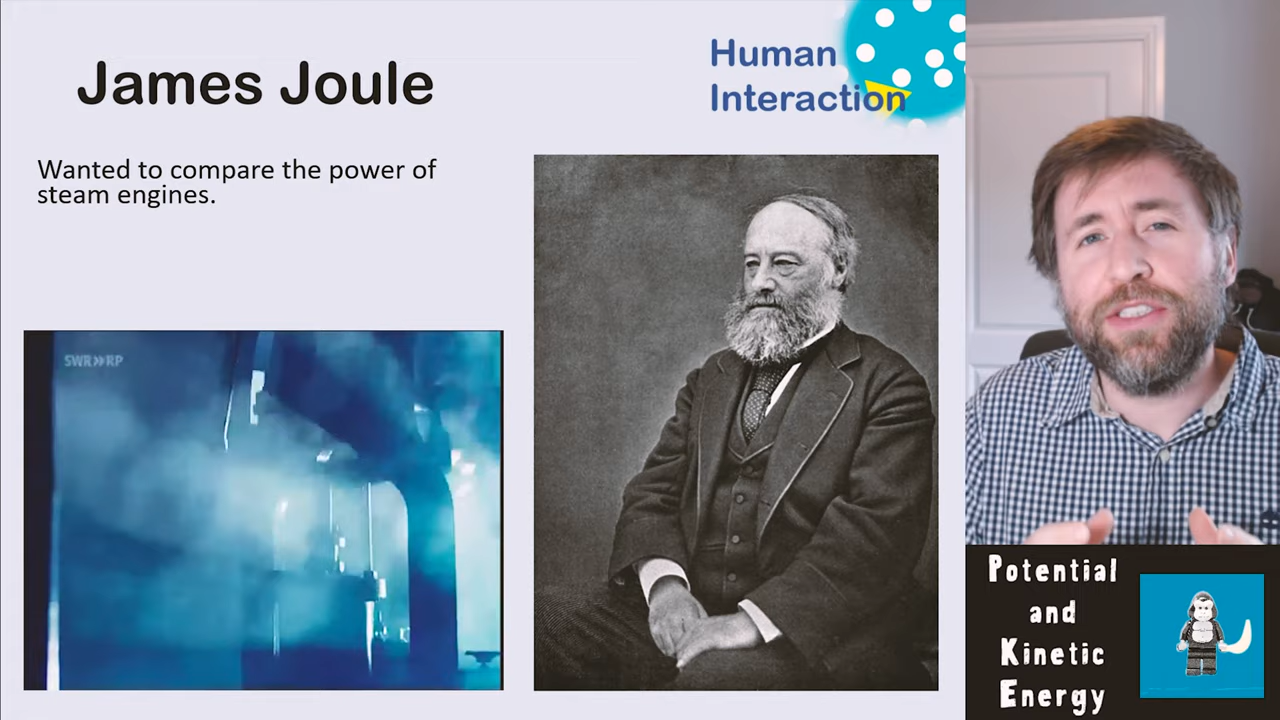 James Joule
Human
Interaction
Wanted to compare the power of
steam engines.
SWR»RP
Potential
and
Kinetic
Energy